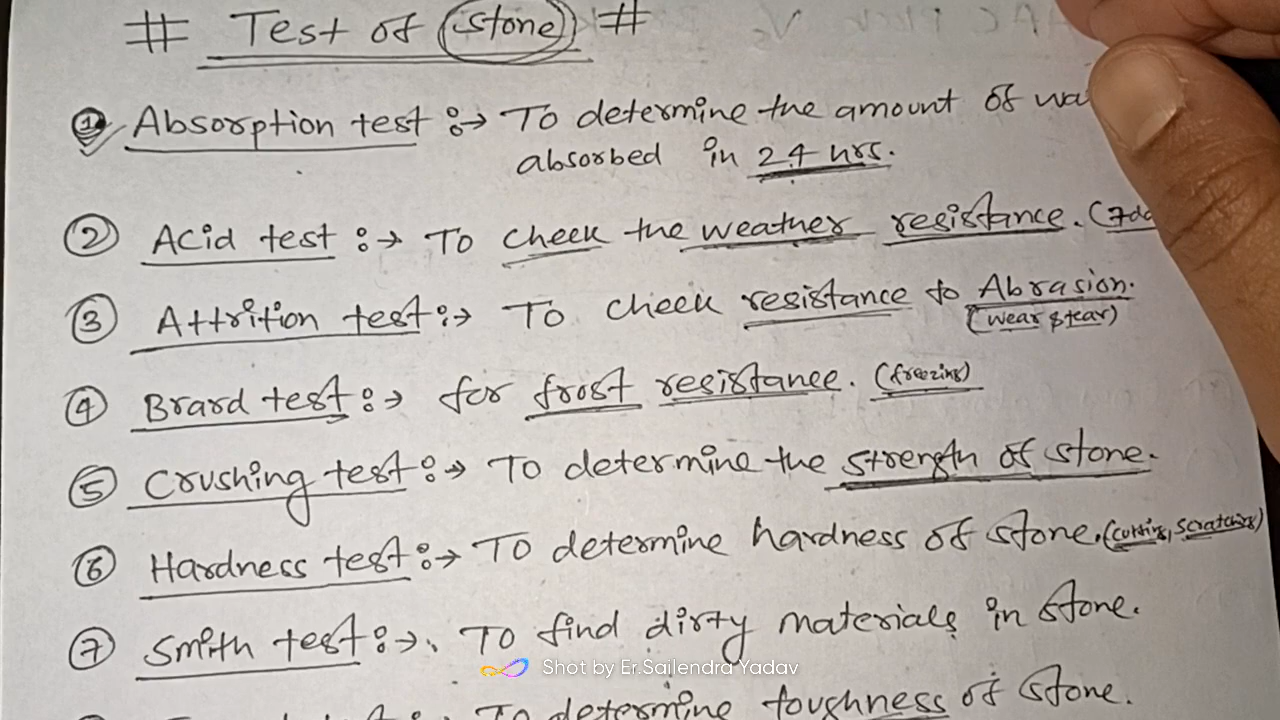 # Test of stone #
① Absorption test :→ To determine the amount of wa
absorbed in 24 hrs.
② Acid test :→ To check the weather resistance. (7da
③ Attrition test :→ To check resistance to Abrasion.
(wear & tear)
④ Brard test :→ for frost resistance. (freezing)
⑤ Crushing test :→ To determine the strength of stone.
⑥ Hardness test :→ To determine hardness of stone. (cutting, scratching)
⑦ Smith test :→ To find dirty materials in stone.
Shot by Er.Sailendra Yadav
To determine toughness of stone.